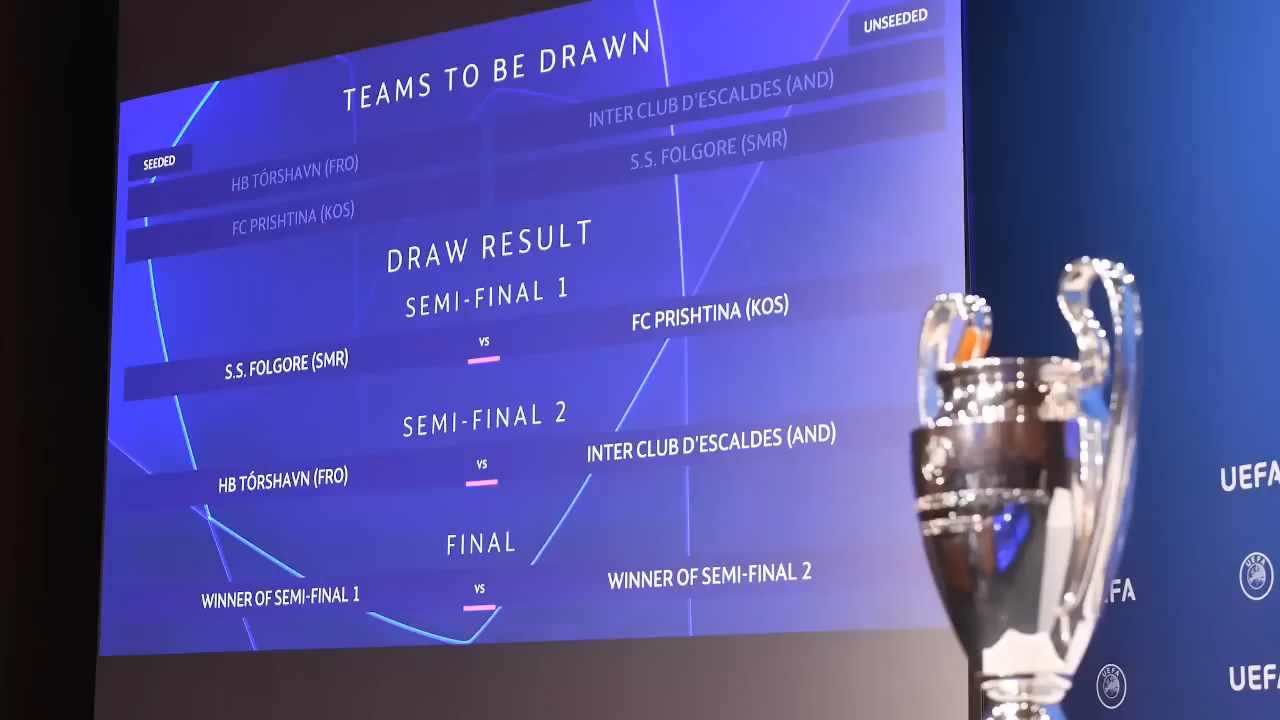 TEAMS TO BE DRAWN
UNSEEDED
SEEDED
INTER CLUB D'ESCALDES (AND)
HB TÓRSHAVN (FRO)
S.S. FOLGORE (SMR)
FC PRISHTINA (KOS)
DRAW RESULT
SEMI-FINAL 1
S.S. FOLGORE (SMR) vs FC PRISHTINA (KOS)
SEMI-FINAL 2
HB TÓRSHAVN (FRO) vs INTER CLUB D'ESCALDES (AND)
FINAL
WINNER OF SEMI-FINAL 1 vs WINNER OF SEMI-FINAL 2
UEFA
UEFA
FA
UEFA
UEFA